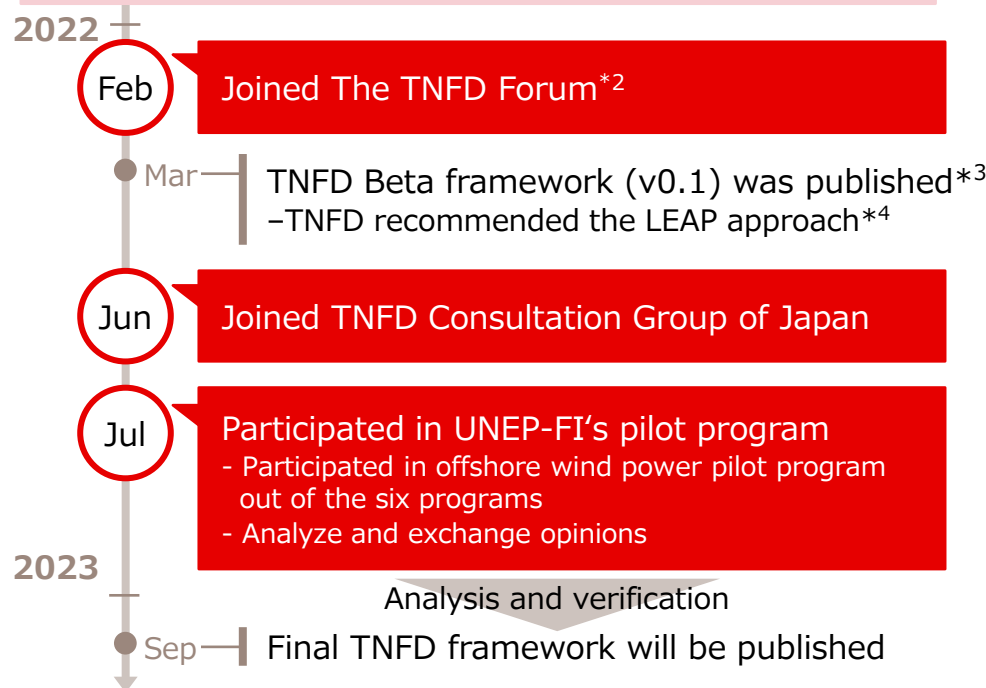 2022
Feb
Joined The TNFD Forum*2
Mar
TNFD Beta framework (v0.1) was published*3
–TNFD recommended the LEAP approach*4
Jun
Joined TNFD Consultation Group of Japan
Jul
Participated in UNEP-FI‘s pilot program
- Participated in offshore wind power pilot program
out of the six programs
- Analyze and exchange opinions
2023
Analysis and verification
Sep
Final TNFD framework will be published